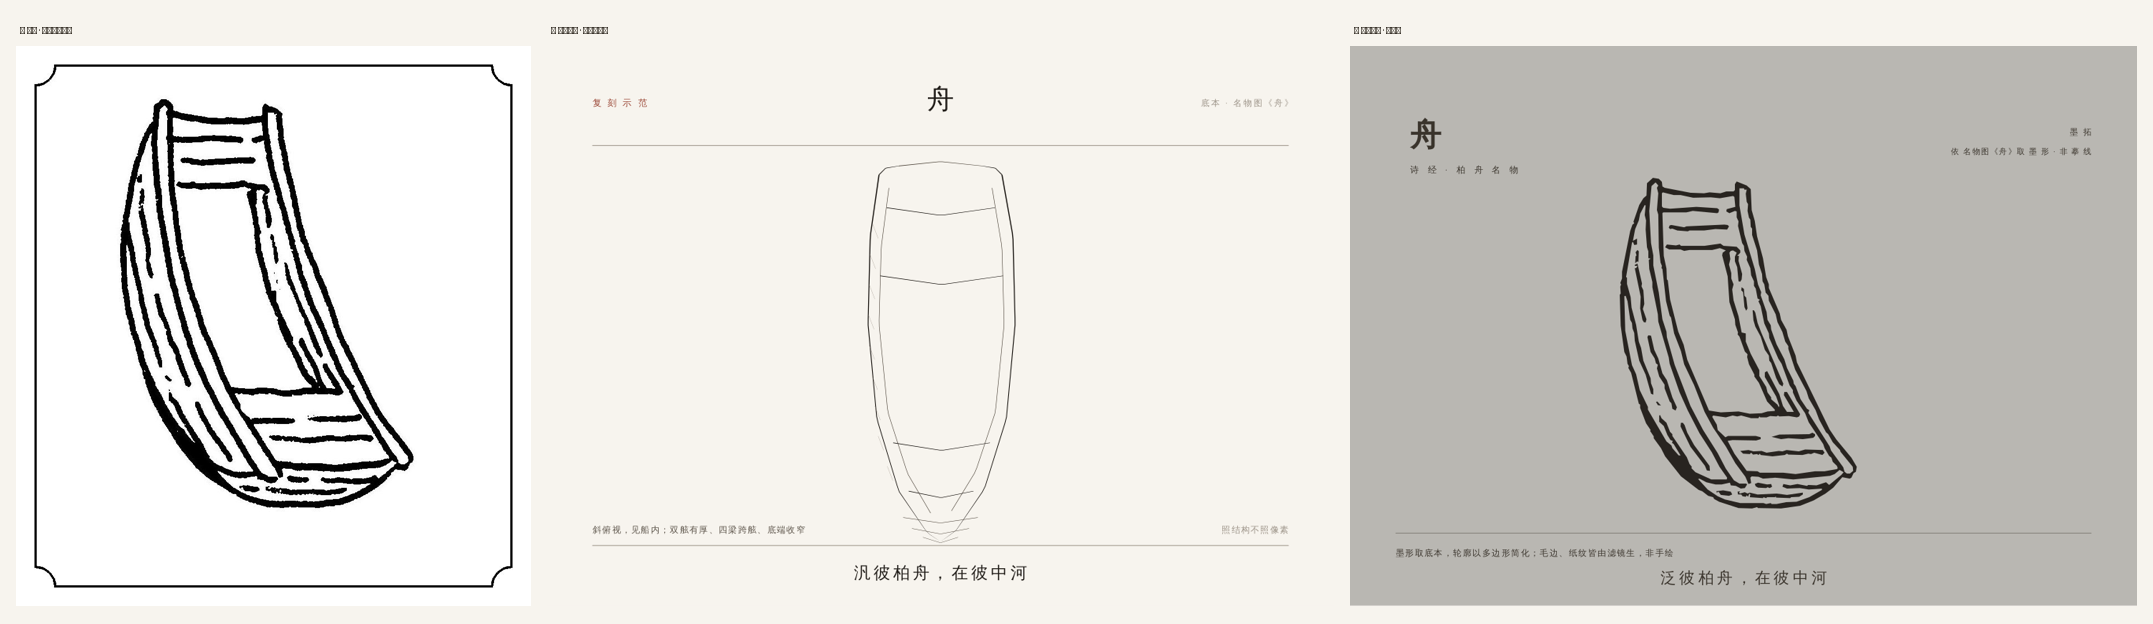 复刻示范
舟
底本 · 名物图《舟》
斜俯视，见船内；双舷有厚、四梁跨舷、底端收窄
照结构不照像素
汎彼柏舟，在彼中河
舟
诗经 · 柏舟名物
墨拓
依 名物图《舟》取 墨 形 · 非 摹 线
墨形取底本，轮廓以多边形简化；毛边、纸纹皆由滤镜生，非手绘
泛彼柏舟，在彼中河